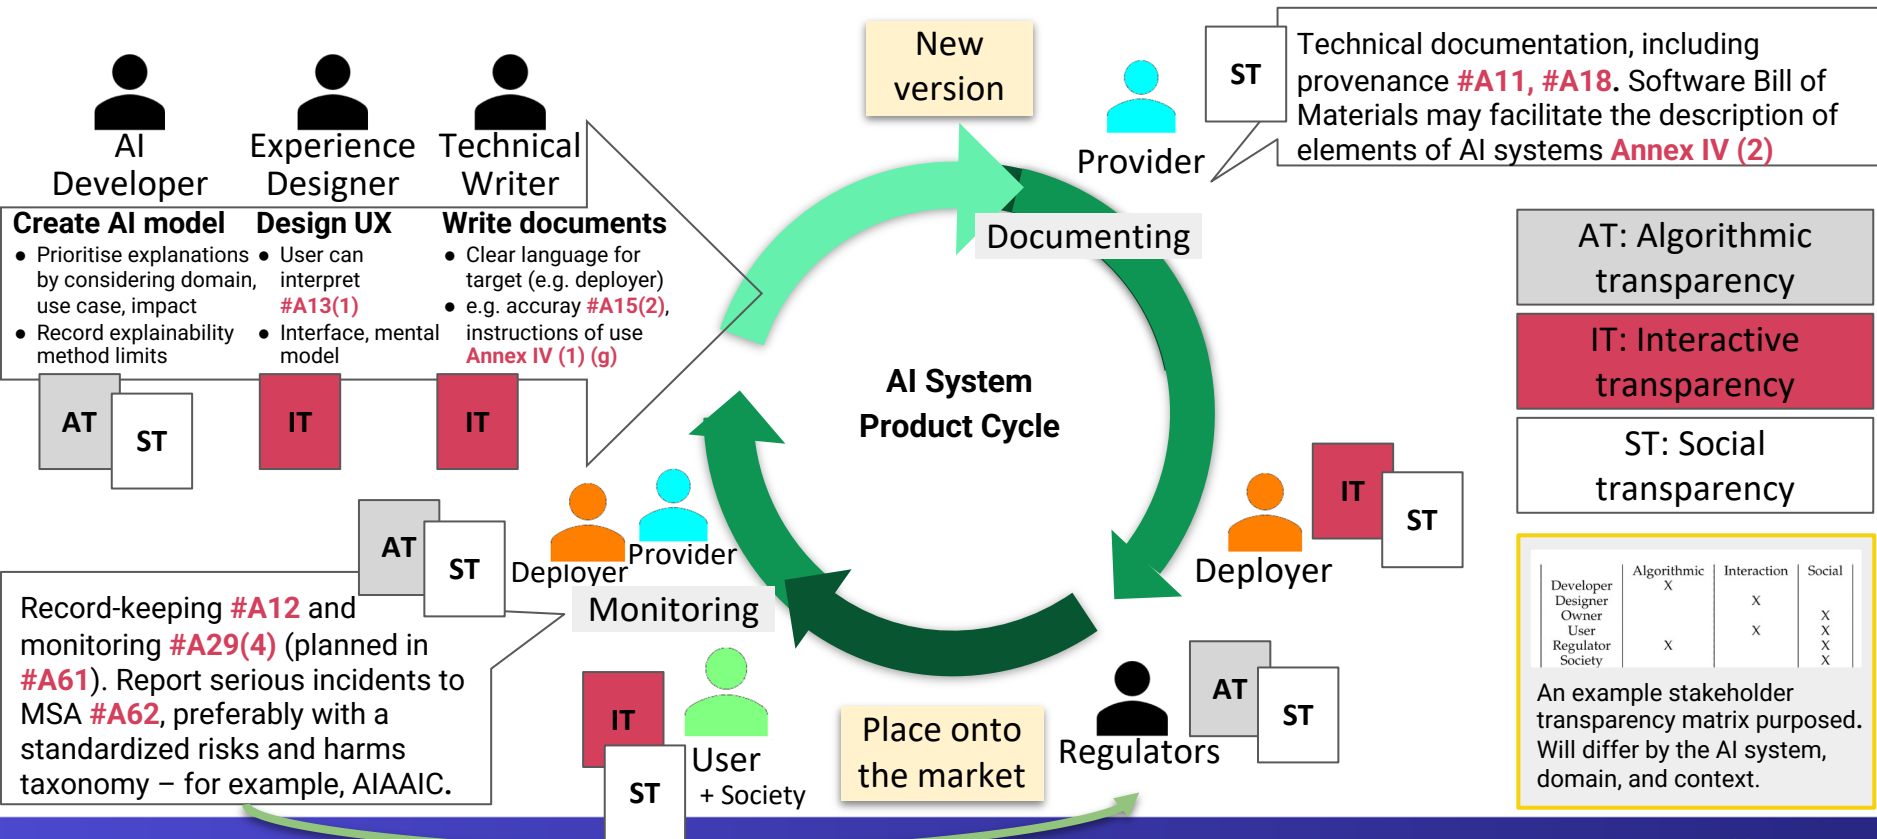 AI
Developer
Experience
Designer
Technical
Writer
Create AI model
● Prioritise explanations
by considering domain,
use case, impact
● Record explainability
method limits
Design UX
● User can
interpret
#A13(1)
● Interface, mental
model
Write documents
● Clear language for
target (e.g. deployer)
● e.g. accuray #A15(2),
instructions of use
Annex IV (1) (g)
AT
ST
IT
IT
New
version
Provider
ST
Technical documentation, including
provenance #A11, #A18. Software Bill of
Materials may facilitate the description of
elements of AI systems Annex IV (2)
Documenting
AI System
Product Cycle
AT: Algorithmic
transparency
IT: Interactive
transparency
ST: Social
transparency
Deployer
IT
ST
AT
ST
Deployer
Provider
Monitoring
Record-keeping #A12 and
monitoring #A29(4) (planned in
#A61). Report serious incidents to
MSA #A62, preferably with a
standardized risks and harms
taxonomy – for example, AIAAIC.
IT
ST
User
+ Society
Place onto
the market
Regulators
AT
ST
Algorithmic Interaction Social
Developer X
Designer X
Owner X
User X X
Regulator X X
Society X
An example stakeholder
transparency matrix purposed.
Will differ by the AI system,
domain, and context.